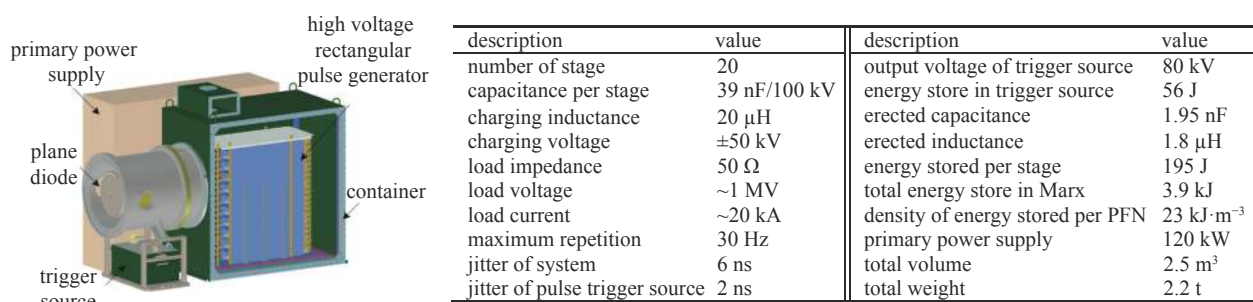 high voltage
rectangular
pulse generator
primary power
supply
plane
diode
container
trigger
source
description value description value
number of stage 20 output voltage of trigger source 80 kV
capacitance per stage 39 nF/100 kV energy store in trigger source 56 J
charging inductance 20 μH erected capacitance 1.95 nF
charging voltage ±50 kV erected inductance 1.8 μH
load impedance 50 Ω energy stored per stage 195 J
load voltage ~1 MV total energy store in Marx 3.9 kJ
load current ~20 kA density of energy stored per PFN 23 kJ·m⁻³
maximum repetition 30 Hz primary power supply 120 kW
jitter of system 6 ns total volume 2.5 m³
jitter of pulse trigger source 2 ns total weight 2.2 t